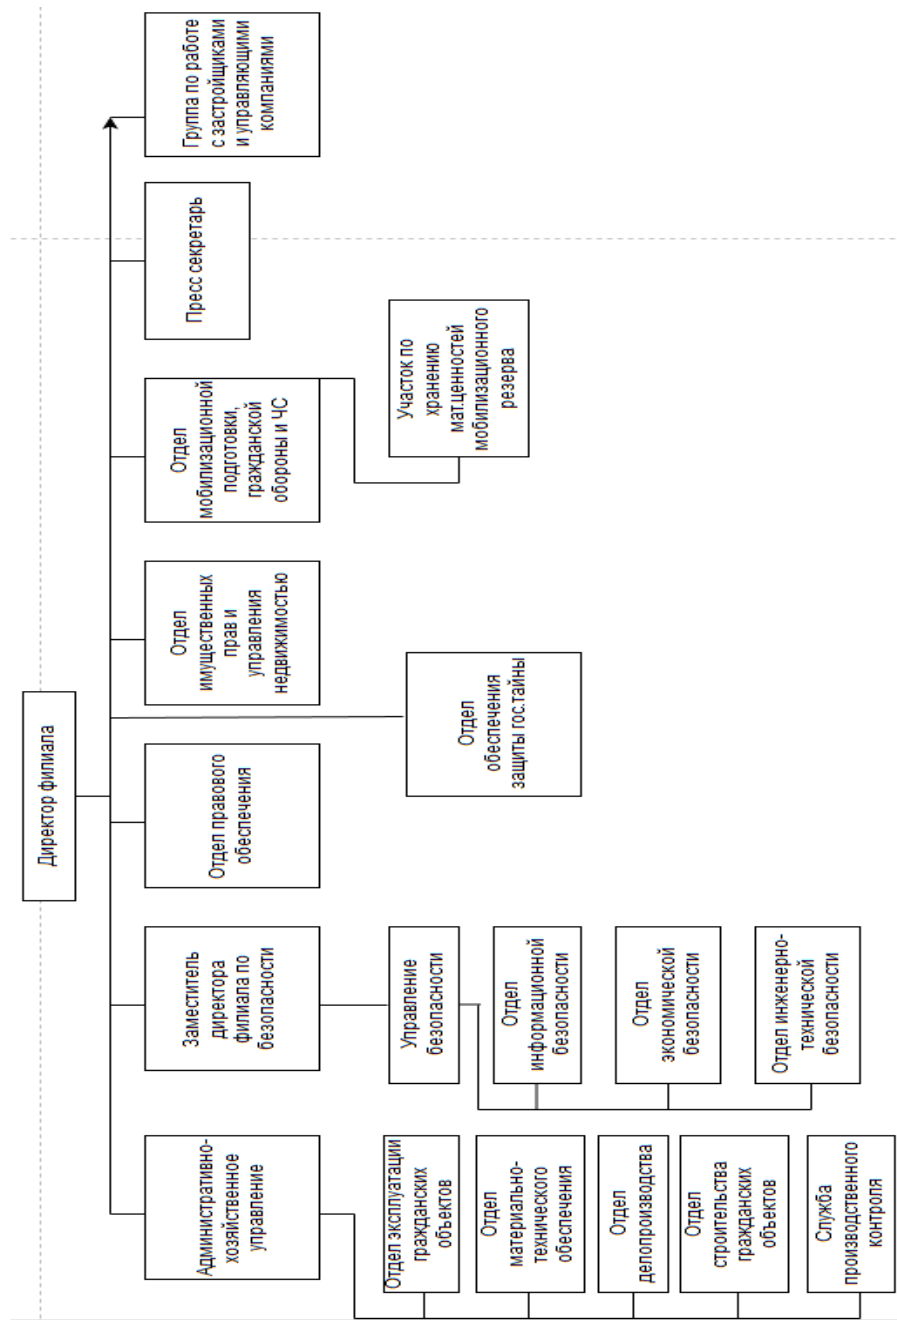 Директор филиала
Административно-
хозяйственное
управление
Заместитель
директора
филиала по
безопасности
Отдел правового
обеспечения
Отдел
имущественных
прав и
управления
недвижимостью
Отдел
мобилизационной
подготовки,
гражданской
обороны и ЧС
Пресс секретарь
Группа по работе
с застройщиками
и управляющими
компаниями
Отдел эксплуатации
гражданских
объектов
Отдел
материально-
технического
обеспечения
Отдел
делопроизводства
Отдел
строительства
гражданских
объектов
Служба
производственного
контроля
Управление
безопасности
Отдел
информационной
безопасности
Отдел
экономической
безопасности
Отдел инженерно-
технической
безопасности
Отдел
обеспечения
защиты гос.тайны
Участок по
хранению
мат.ценностей
мобилизационного
резерва